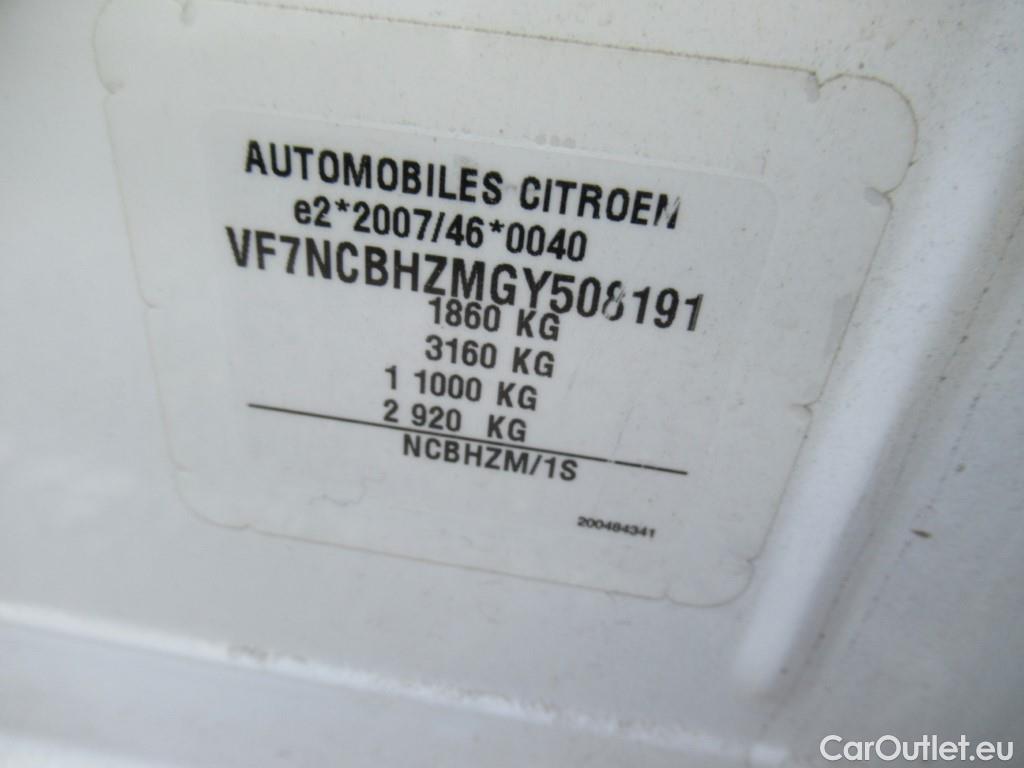 AUTOMOBILES CITROEN
e2*2007/46*0040
VF7NCBHZMGY508191
1860 KG
3160 KG
1 1000 KG
2 920 KG
NCBHZM/1S
200484341
CarOutlet.eu